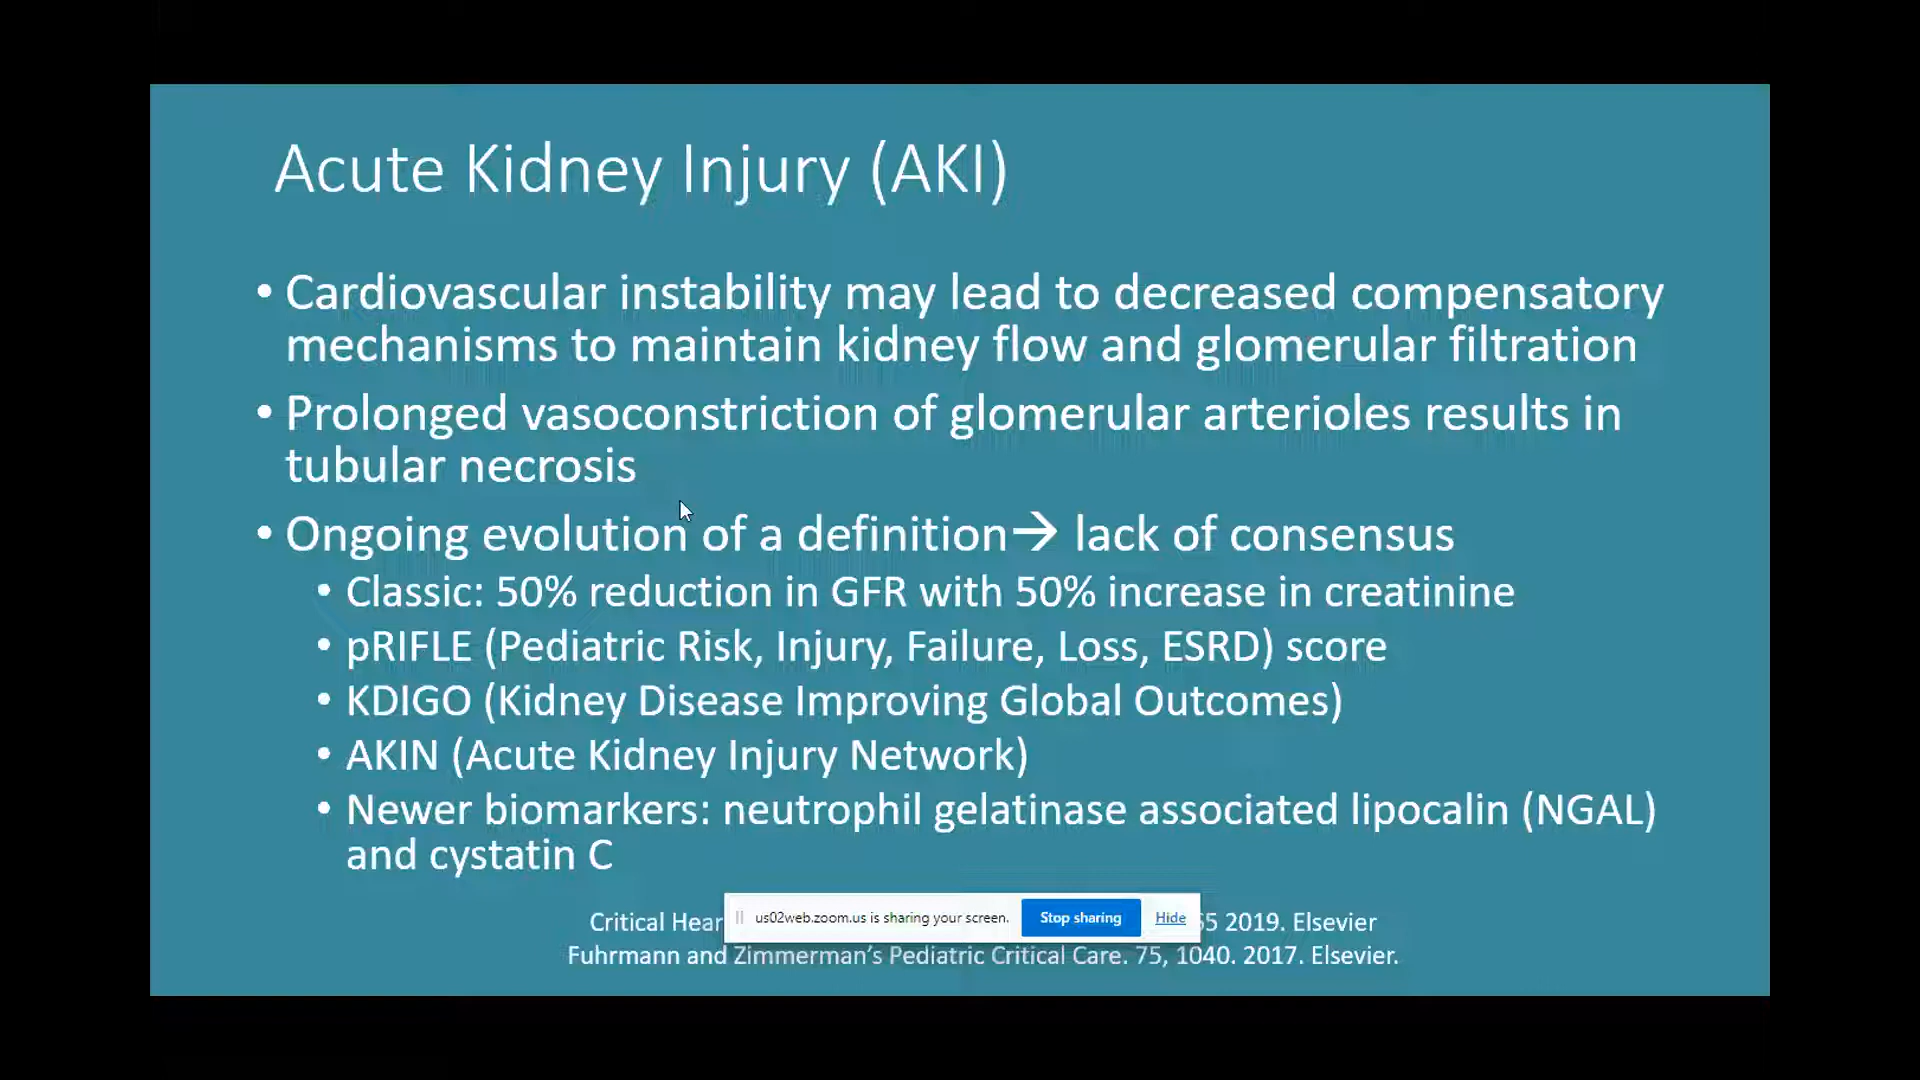 Acute Kidney Injury (AKI)
• Cardiovascular instability may lead to decreased compensatory
mechanisms to maintain kidney flow and glomerular filtration
• Prolonged vasoconstriction of glomerular arterioles results in
tubular necrosis
• Ongoing evolution of a definition→ lack of consensus
• Classic: 50% reduction in GFR with 50% increase in creatinine
• pRIFLE (Pediatric Risk, Injury, Failure, Loss, ESRD) score
• KDIGO (Kidney Disease Improving Global Outcomes)
• AKIN (Acute Kidney Injury Network)
• Newer biomarkers: neutrophil gelatinase associated lipocalin (NGAL)
and cystatin C
us02web.zoom.us is sharing your screen. Stop sharing Hide
Critical 2019. Elsevier
Fuhrmann and Zimmerman's Pediatric Critical Care. 75, 1040. 2017. Elsevier.